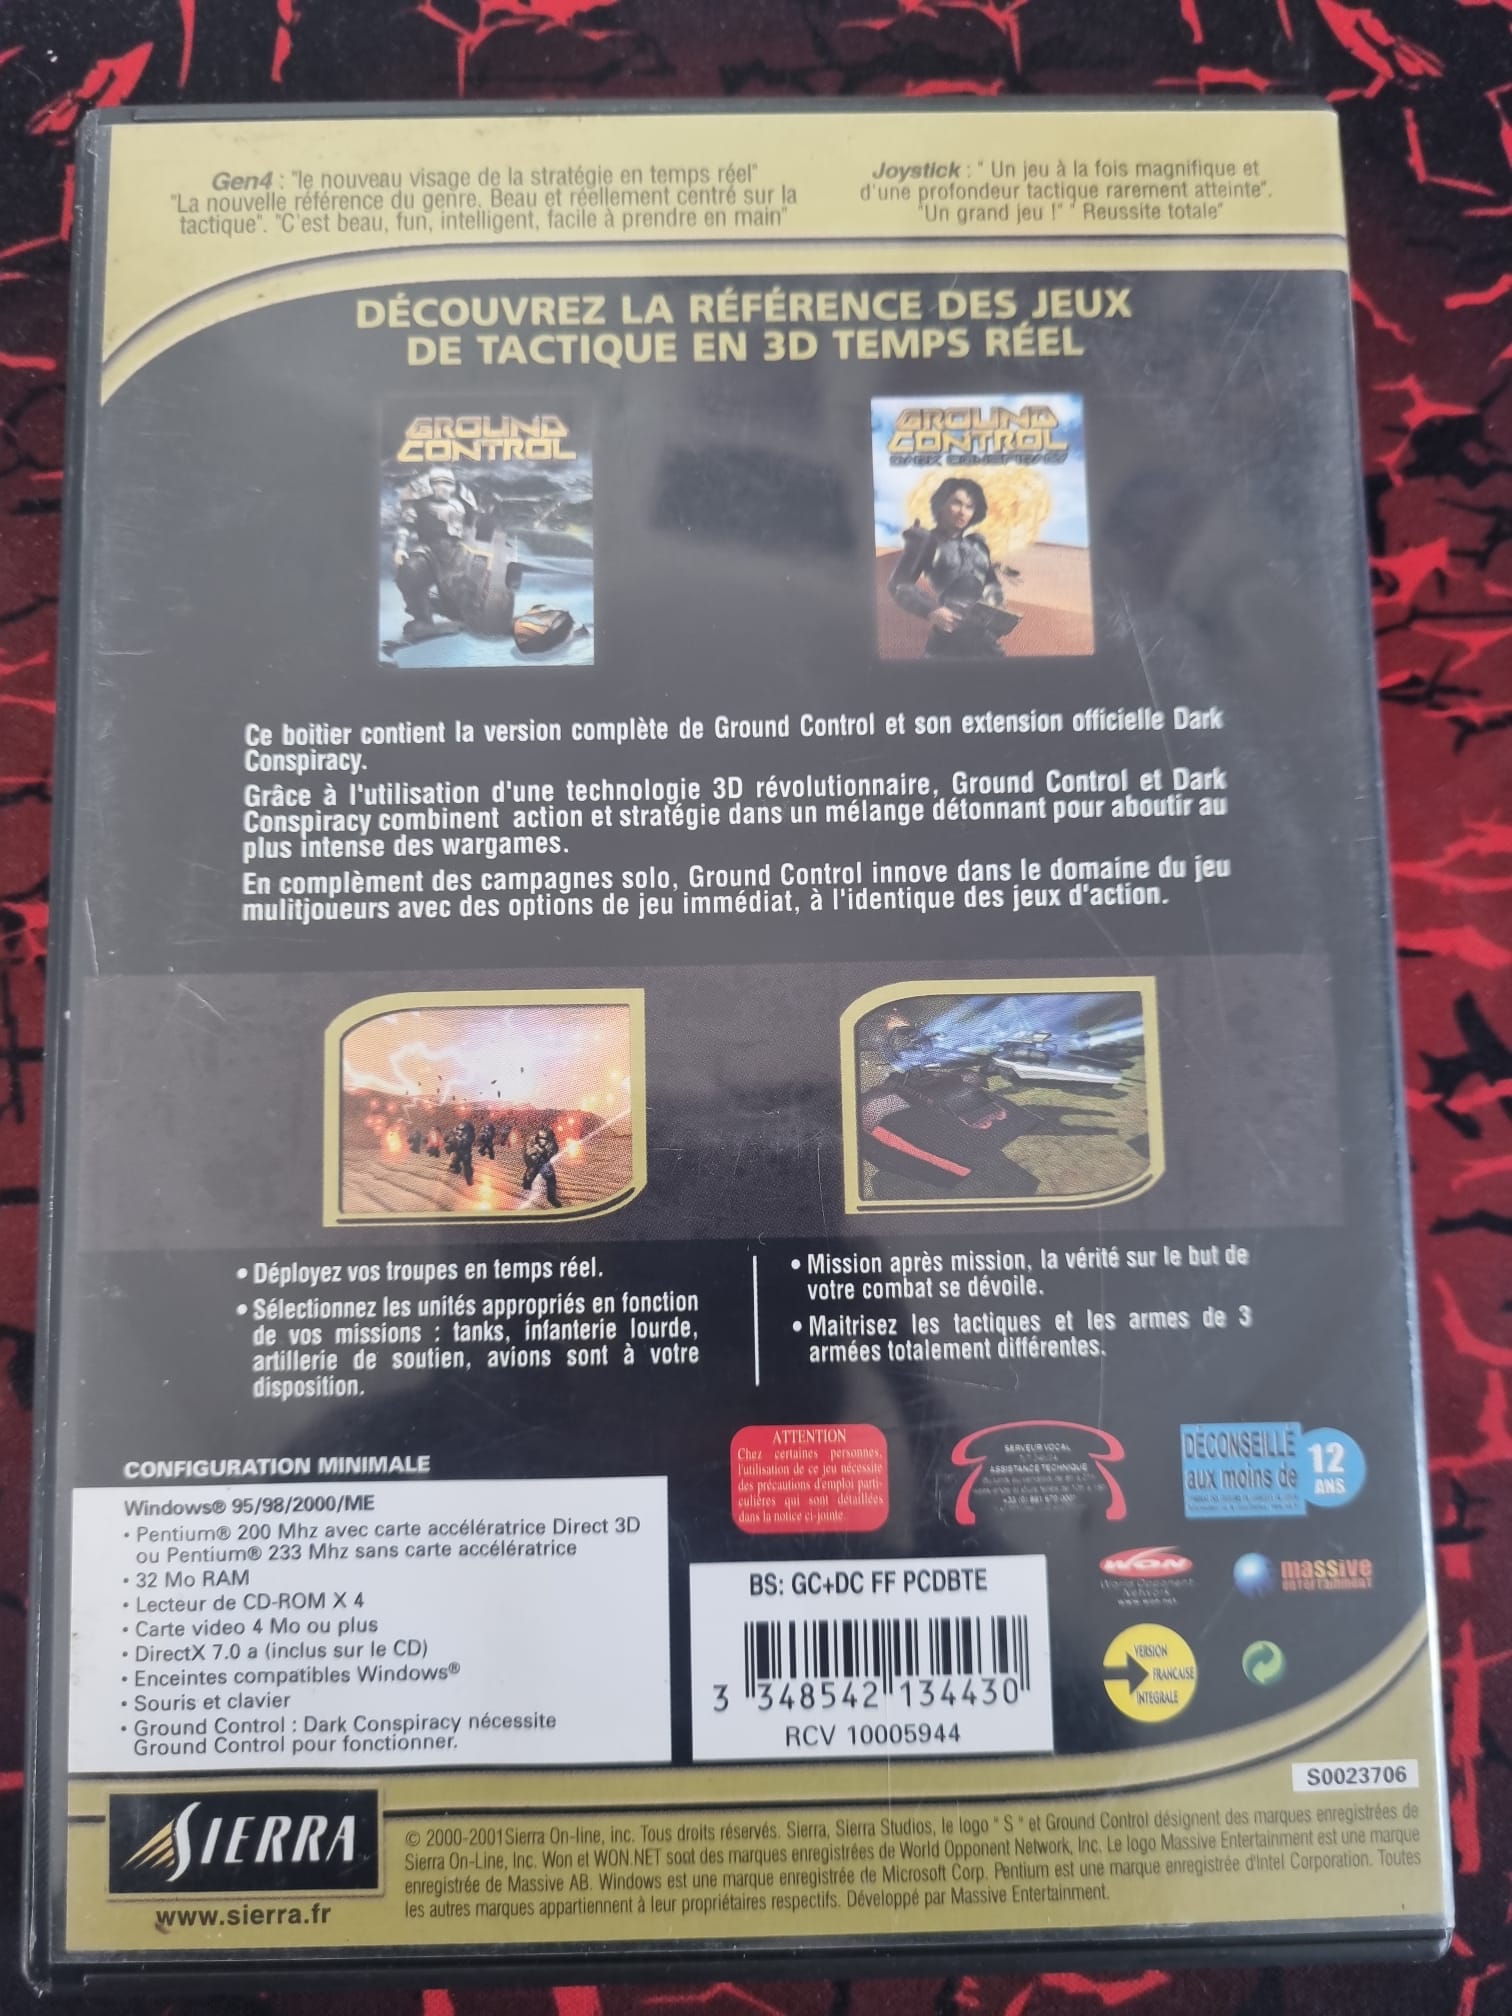 Gen4 : "le nouveau visage de la stratégie en temps réel"
"La nouvelle référence du genre. Beau et réellement centré sur la
tactique". "C'est beau, fun, intelligent, facile à prendre en main"
Joystick : " Un jeu à la fois magnifique et
d'une profondeur tactique rarement atteinte".
"Un grand jeu !" " Reussite totale"
DÉCOUVREZ LA RÉFÉRENCE DES JEUX
DE TACTIQUE EN 3D TEMPS RÉEL
GROUND
CONTROL
GROUND
CONTROL
DARK CONSPIRACY
Ce boitier contient la version complète de Ground Control et son extension officielle Dark
Conspiracy.
Grâce à l'utilisation d'une technologie 3D révolutionnaire, Ground Control et Dark
Conspiracy combinent action et stratégie dans un mélange détonnant pour aboutir au
plus intense des wargames.
En complèment des campagnes solo, Ground Control innove dans le domaine du jeu
mulitjoueurs avec des options de jeu immédiat, à l'identique des jeux d'action.
• Déployez vos troupes en temps réel.
• Sélectionnez les unités appropriés en fonction
de vos missions : tanks, infanterie lourde,
artillerie de soutien, avions sont à votre
disposition.
• Mission après mission, la vérité sur le but de
votre combat se dévoile.
• Maitrisez les tactiques et les armes de 3
armées totalement différentes.
CONFIGURATION MINIMALE
Windows® 95/98/2000/ME
• Pentium® 200 Mhz avec carte accélératrice Direct 3D
ou Pentium® 233 Mhz sans carte accélératrice
• 32 Mo RAM
• Lecteur de CD-ROM X 4
• Carte video 4 Mo ou plus
• DirectX 7.0 a (inclus sur le CD)
• Enceintes compatibles Windows®
• Souris et clavier
• Ground Control : Dark Conspiracy nécessite
Ground Control pour fonctionner.
ATTENTION
Chez certaines personnes,
l'utilisation de ce jeu nécessite
des précautions d'emploi parti-
culières qui sont détaillées
dans la notice ci-jointe.
SERVEUR VOCAL
ASSISTANCE TECHNIQUE
DÉCONSEILLÉ
aux moins de
12
ANS
BS: GC+DC FF PCDBTE
3 348542 134430
RCV 10005944
WON
World Opponent
Network
www.won.net
massive
ENTERTAINMENT
VERSION
FRANCAISE
INTEGRALE
S0023706
SIERRA
www.sierra.fr
© 2000-2001Sierra On-line, inc. Tous droits réservés. Sierra, Sierra Studios, le logo " S " et Ground Control désignent des marques enregistrées de
Sierra On-Line, Inc. Won et WON.NET sont des marques enregistrées de World Opponent Network, Inc. Le logo Massive Entertainment est une marque
enregistrée de Massive AB. Windows est une marque enregistrée de Microsoft Corp. Pentium est une marque enregistrée d'Intel Corporation. Toutes
les autres marques appartiennent à leur propriétaires respectifs. Développé par Massive Entertainment.